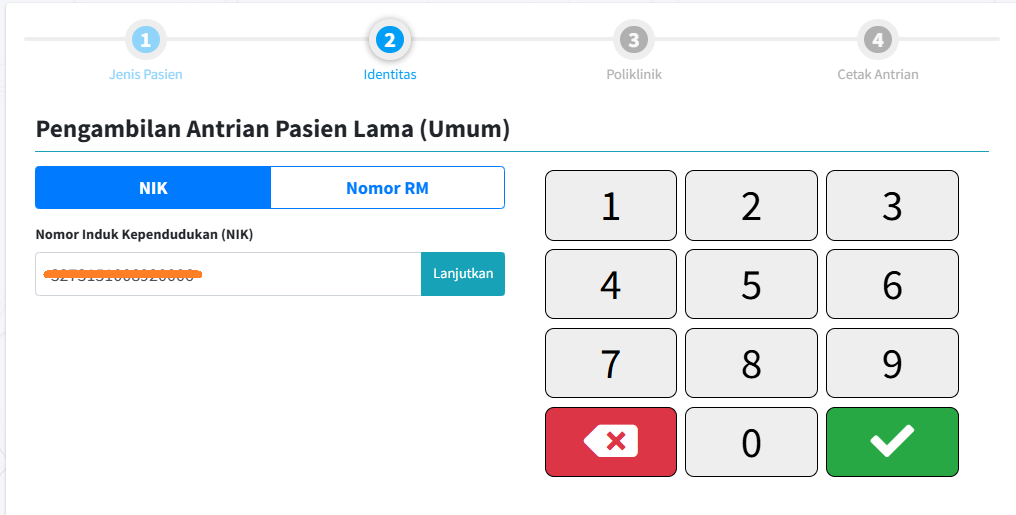 1
2
3
4
Jenis Pasien
Identitas
Poliklinik
Cetak Antrian
Pengambilan Antrian Pasien Lama (Umum)
NIK
Nomor RM
Nomor Induk Kependudukan (NIK)
Lanjutkan
1 2 3
4 5 6
7 8 9
0